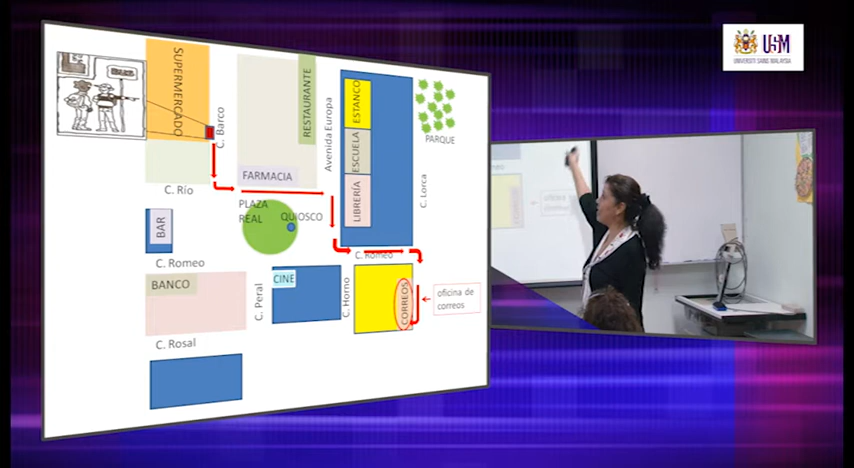 SUPERMERCADO
C. Barco
RESTAURANTE
Avenida Europa
ESTANCO
ESCUELA
LIBRERÍA
PARQUE
C. Lorca
FARMACIA
C. Río
PLAZA
REAL
QUIOSCO
BAR
C. Romeo
C. Romeo
BANCO
C. Peral
CINE
C. Horno
CORREOS
oficina de
correos
C. Rosal
USM
UNIVERSITI SAINS MALAYSIA